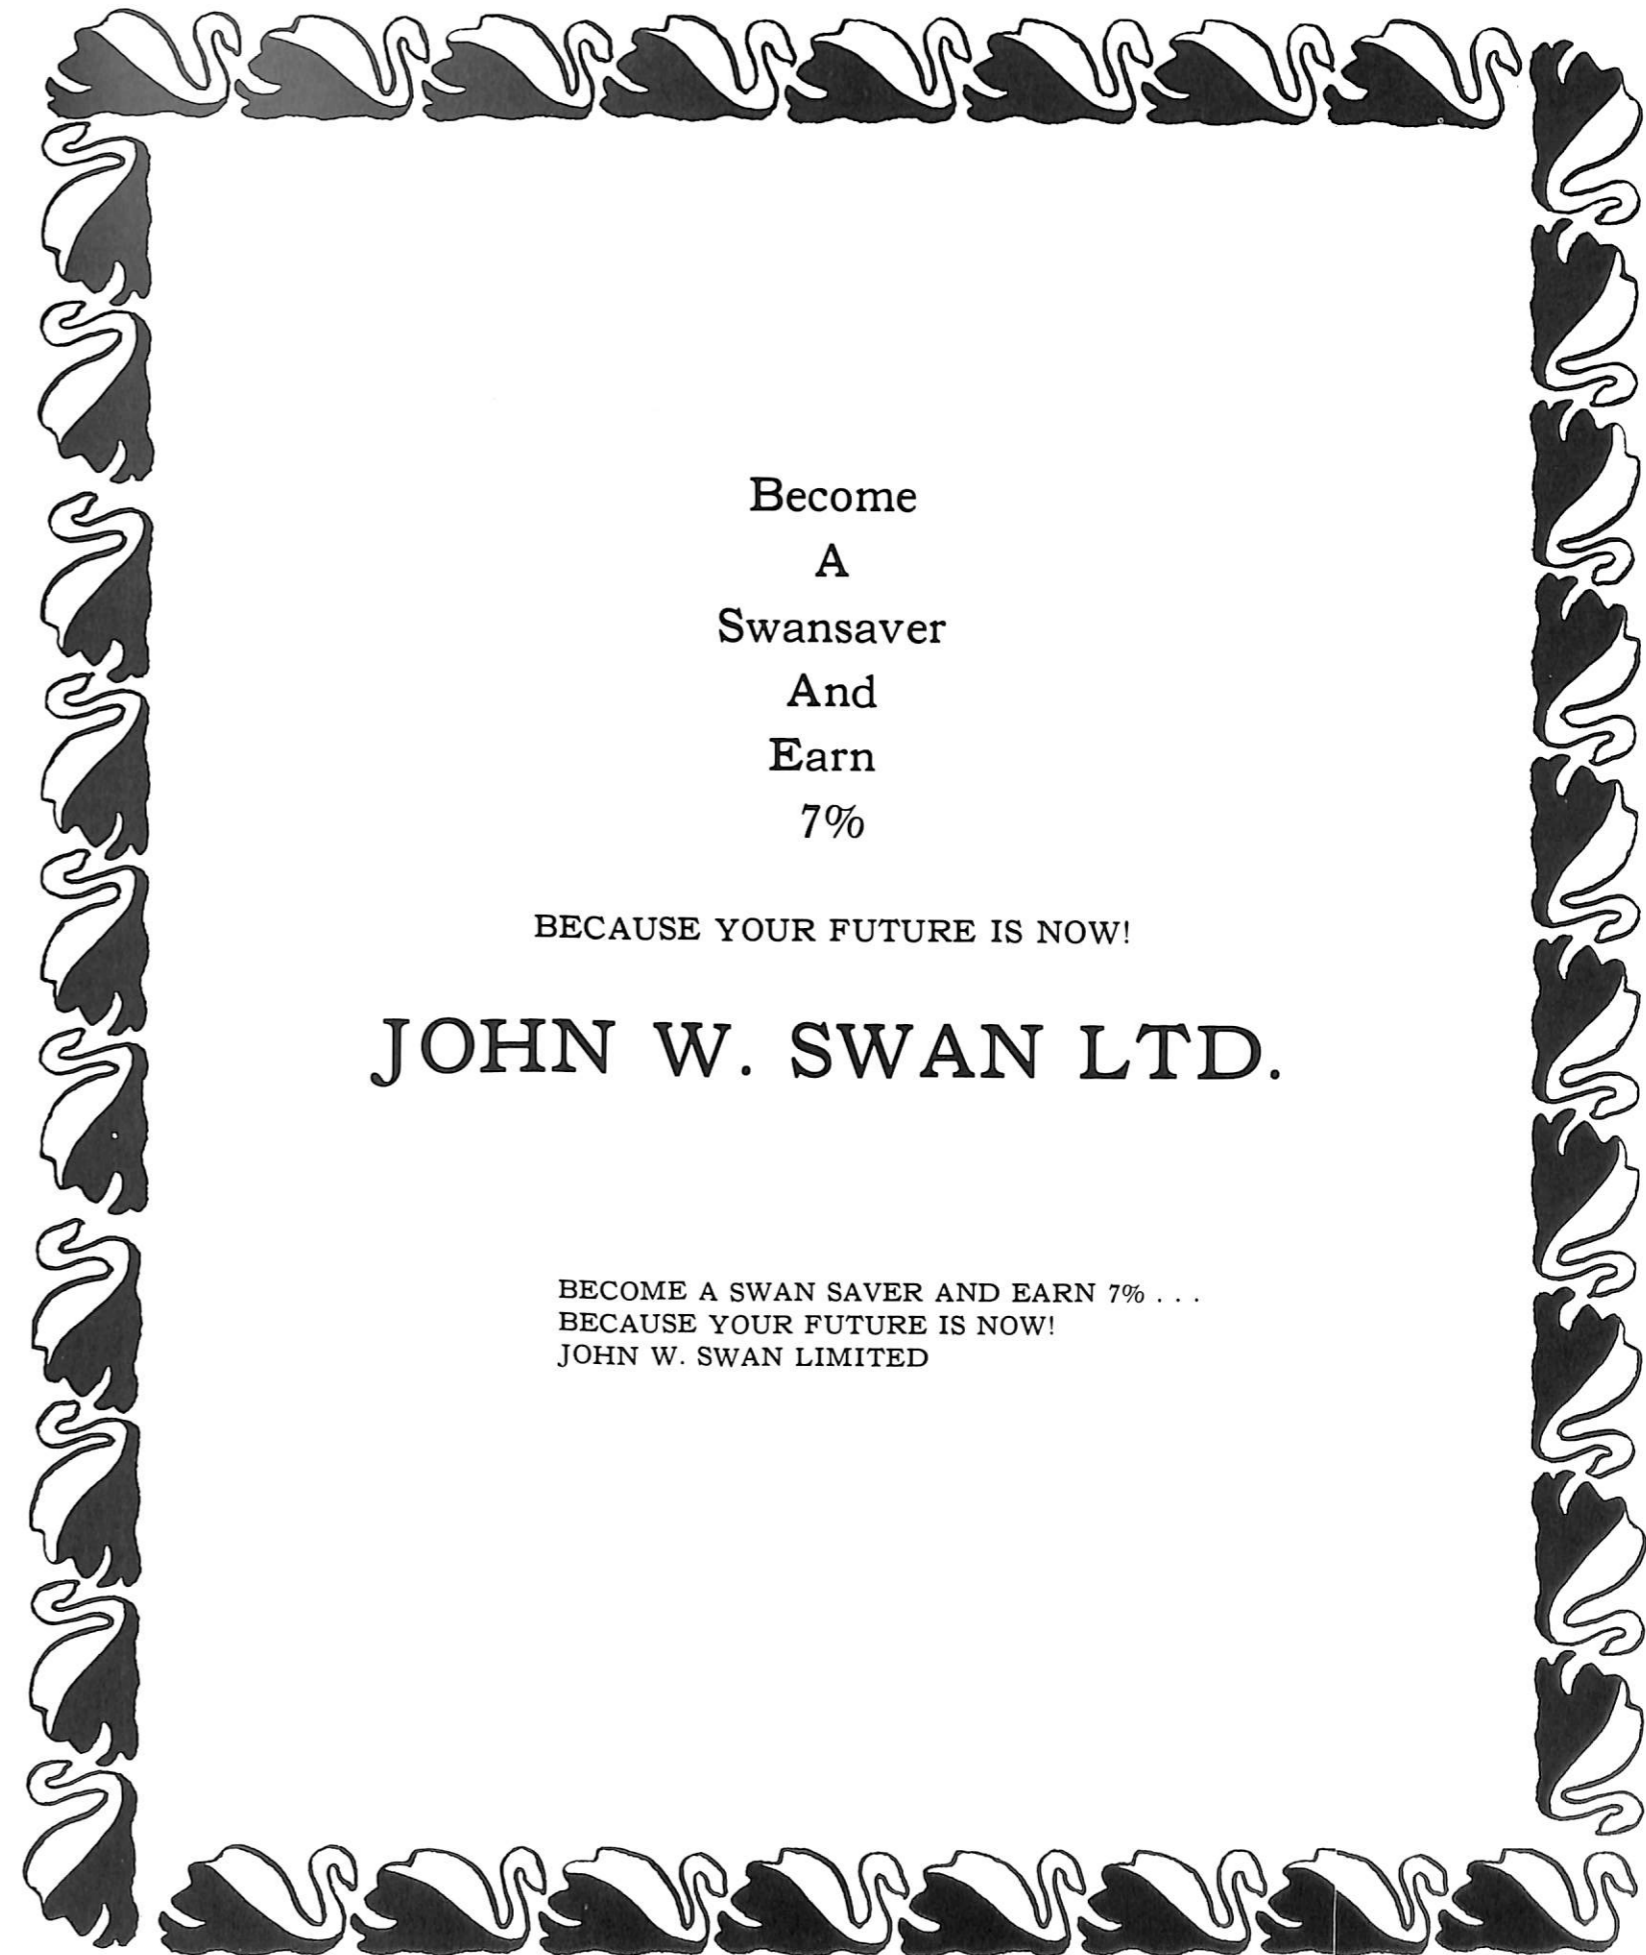 Become
A
Swansaver
And
Earn
7%
BECAUSE YOUR FUTURE IS NOW!
JOHN W. SWAN LTD.
BECOME A SWAN SAVER AND EARN 7% . . .
BECAUSE YOUR FUTURE IS NOW!
JOHN W. SWAN LIMITED